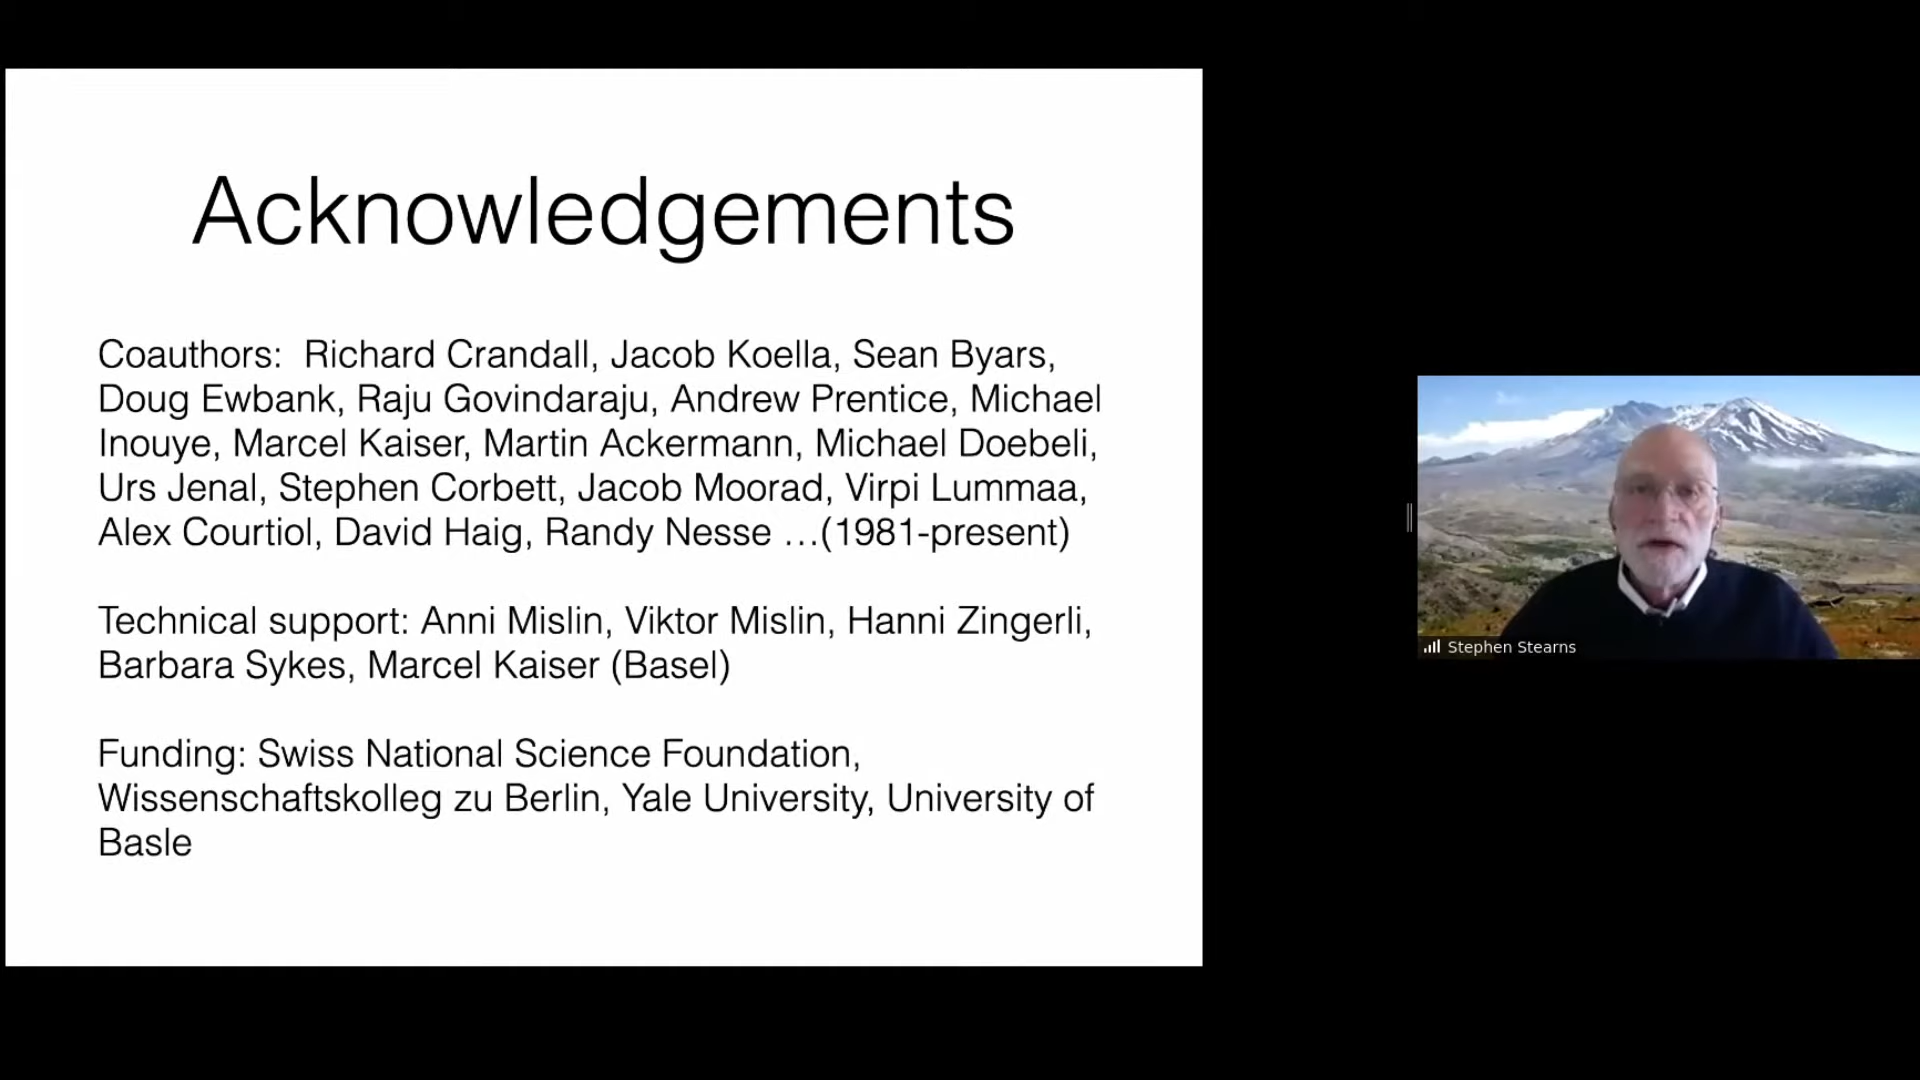 Acknowledgements
Coauthors:  Richard Crandall, Jacob Koella, Sean Byars,
Doug Ewbank, Raju Govindaraju, Andrew Prentice, Michael
Inouye, Marcel Kaiser, Martin Ackermann, Michael Doebeli,
Urs Jenal, Stephen Corbett, Jacob Moorad, Virpi Lummaa,
Alex Courtiol, David Haig, Randy Nesse …(1981-present)
Technical support: Anni Mislin, Viktor Mislin, Hanni Zingerli,
Barbara Sykes, Marcel Kaiser (Basel)
Funding: Swiss National Science Foundation,
Wissenschaftskolleg zu Berlin, Yale University, University of
Basle
Stephen Stearns